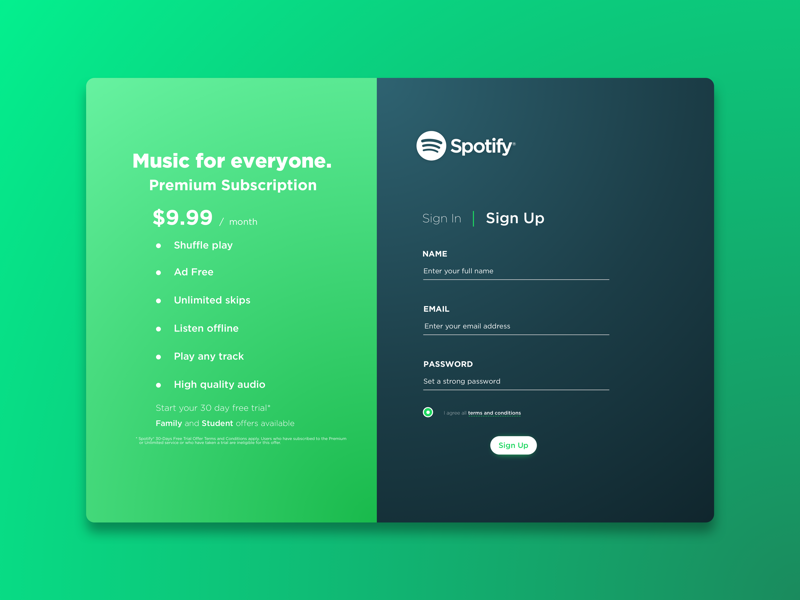 Music for everyone.
Premium Subscription
$9.99 / month
Shuffle play
Ad Free
Unlimited skips
Listen offline
Play any track
High quality audio
Start your 30 day free trial*
Family and Student offers available
* Spotify® 30-Days Free Trial Offer Terms and Conditions apply. Users who have subscribed to the Premium
or Unlimited service or who have taken a trial are ineligible for this offer.
Spotify®
Sign In | Sign Up
NAME
Enter your full name
EMAIL
Enter your email address
PASSWORD
Set a strong password
I agree all terms and conditions
Sign Up